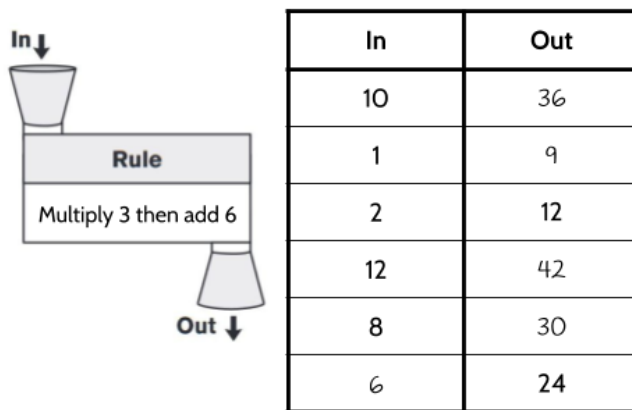 In
Rule
Multiply 3 then add 6
Out
In Out
10 36
1 9
2 12
12 42
8 30
6 24